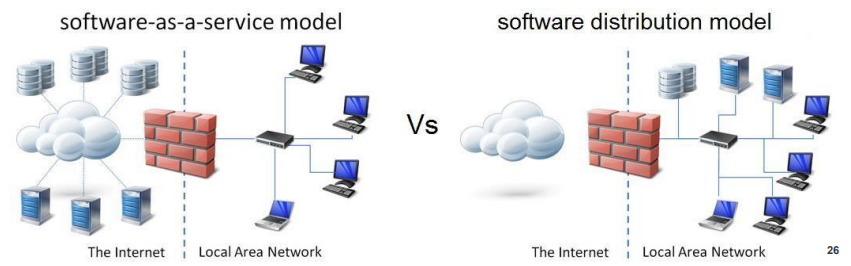 software-as-a-service model
software distribution model
Vs
The Internet
Local Area Network
The Internet
Local Area Network
26